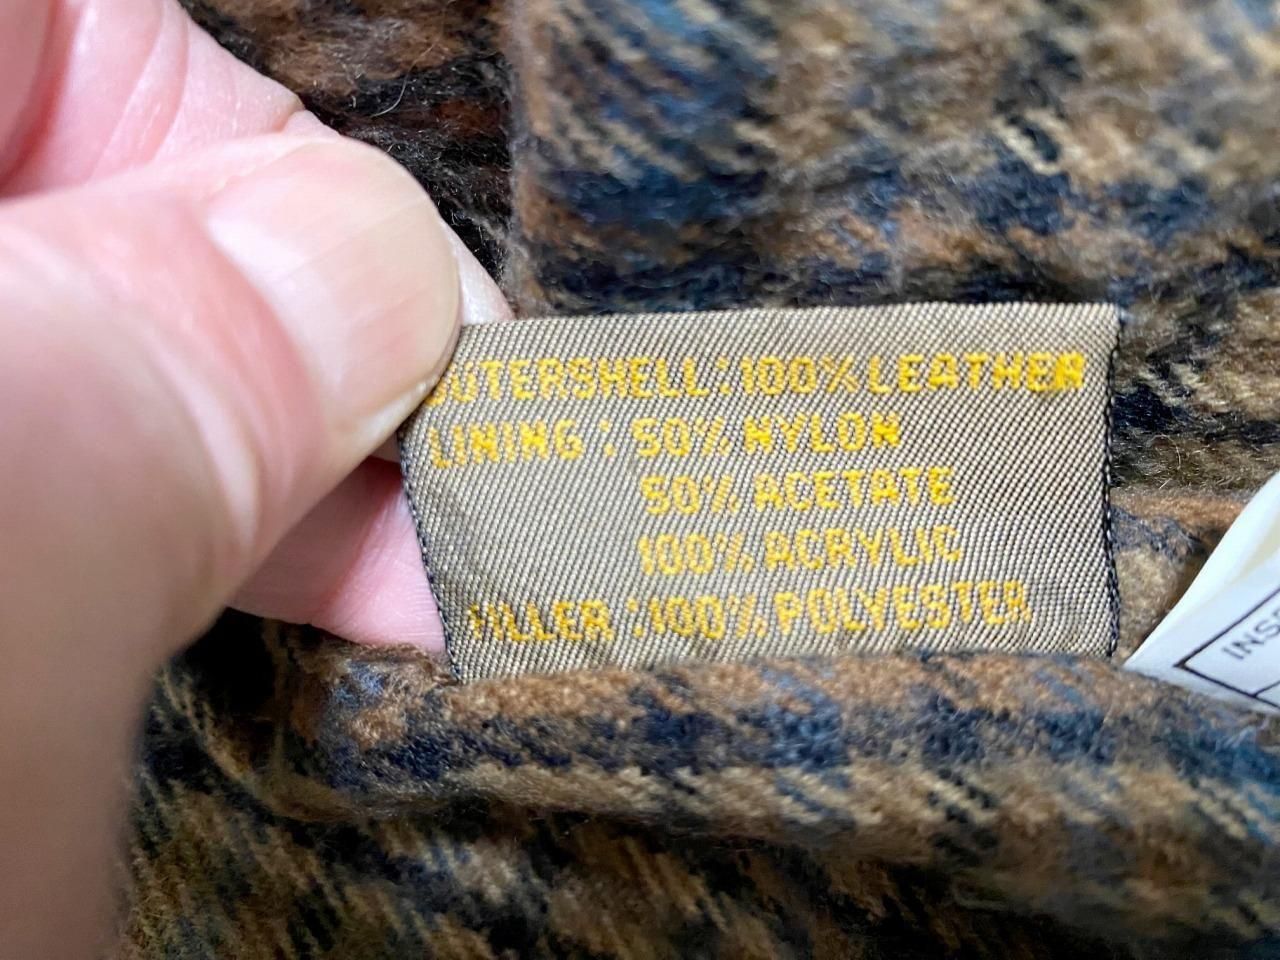 OUTERSHELL:100% LEATHER
LINING : 50% NYLON
50% ACETATE
100% ACRYLIC
FILLER :100% POLYESTER